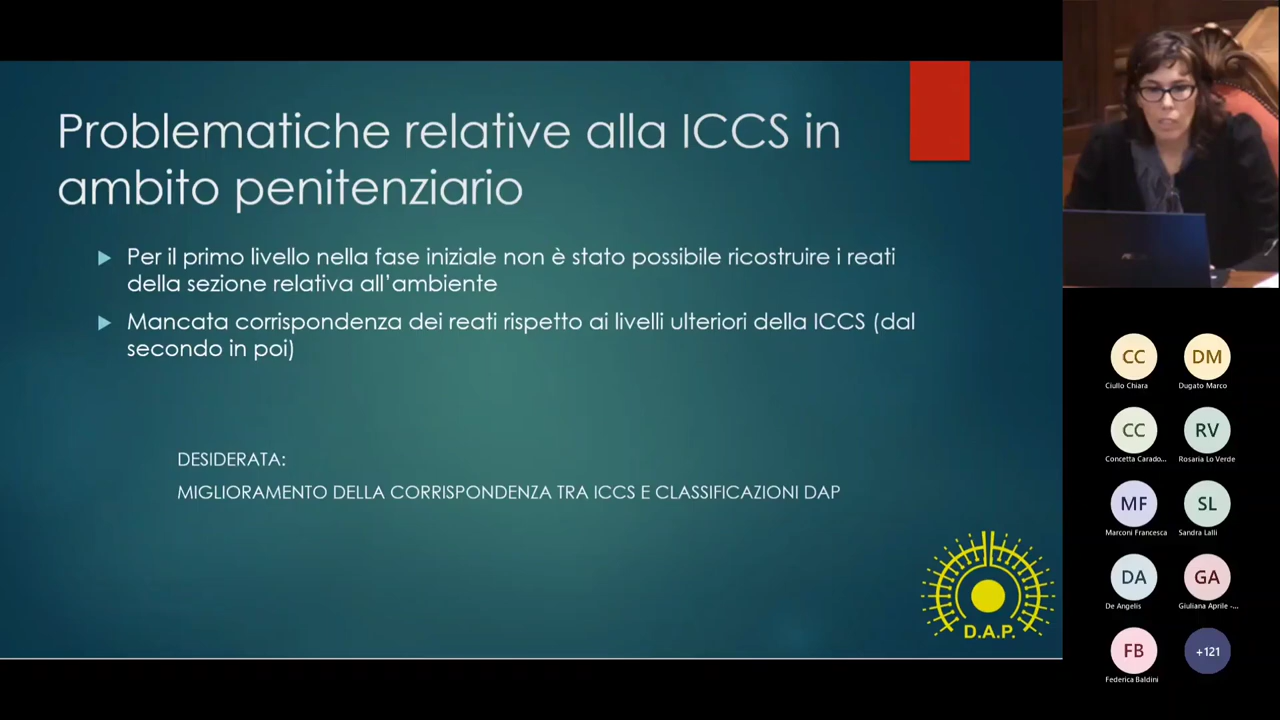 Problematiche relative alla ICCS in
ambito penitenziario
Per il primo livello nella fase iniziale non è stato possibile ricostruire i reati
della sezione relativa all'ambiente
Mancata corrispondenza dei reati rispetto ai livelli ulteriori della ICCS (dal
secondo in poi)
DESIDERATA:
MIGLIORAMENTO DELLA CORRISPONDENZA TRA ICCS E CLASSIFICAZIONI DAP
D.A.P.
CC
Ciullo Chiara
DM
Dugato Marco
CC
Concetta Carado...
RV
Rosaria Lo Verde
MF
Marconi Francesca
SL
Sandra Lalli
DA
De Angelis
GA
Giuliana Aprile -...
FB
Federica Baldini
+121